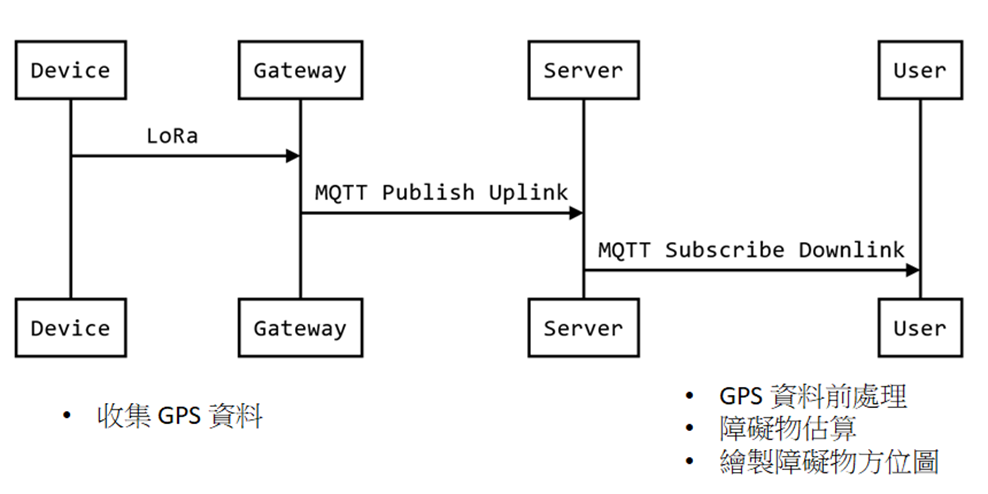 Device Gateway Server User
LoRa
MQTT Publish Uplink
MQTT Subscribe Downlink
Device Gateway Server User
• 收集 GPS 資料
• GPS 資料前處理
• 障礙物估算
• 繪製障礙物方位圖